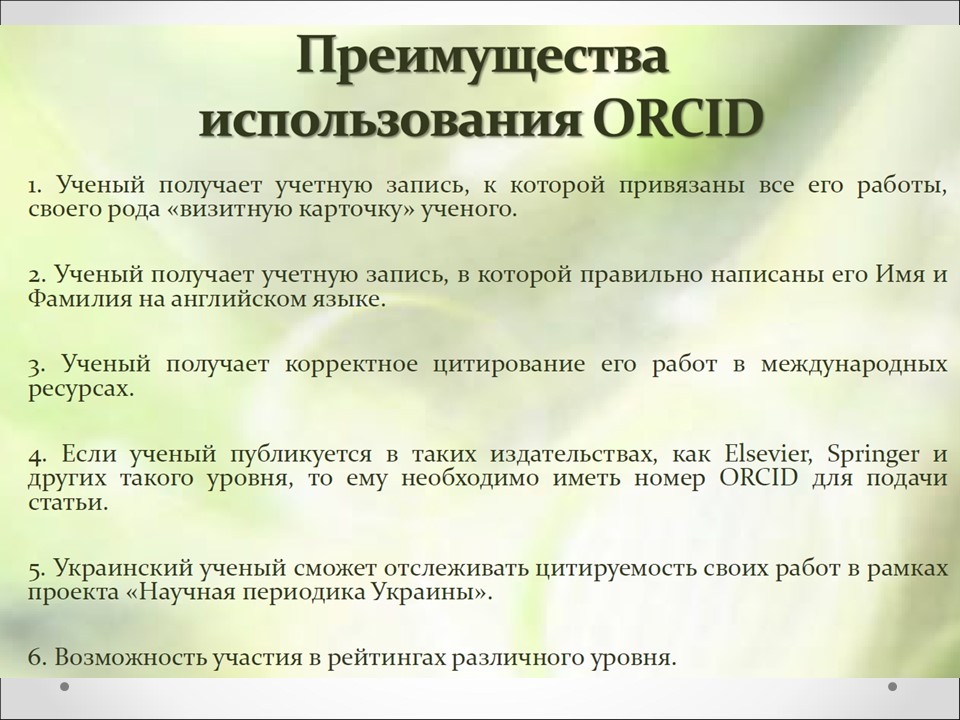 Преимущества
использования ORCID
1. Ученый получает учетную запись, к которой привязаны все его работы,
своего рода «визитную карточку» ученого.
2. Ученый получает учетную запись, в которой правильно написаны его Имя и
Фамилия на английском языке.
3. Ученый получает корректное цитирование его работ в международных
ресурсах.
4. Если ученый публикуется в таких издательствах, как Elsevier, Springer и
других такого уровня, то ему необходимо иметь номер ORCID для подачи
статьи.
5. Украинский ученый сможет отслеживать цитируемость своих работ в рамках
проекта «Научная периодика Украины».
6. Возможность участия в рейтингах различного уровня.